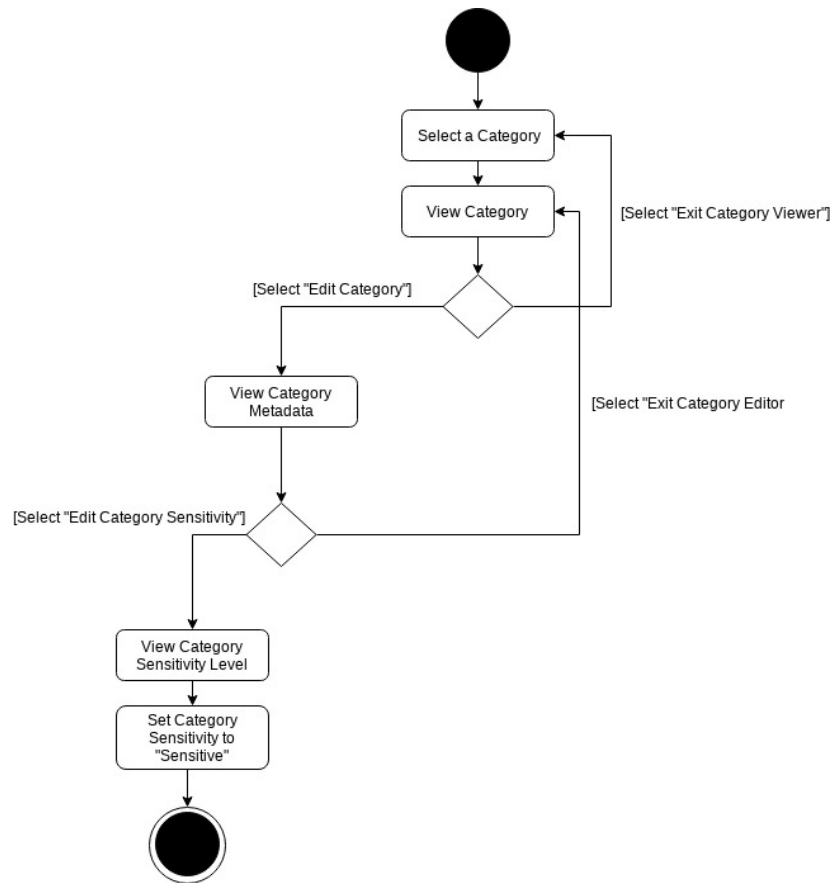 Select a Category
View Category
[Select "Exit Category Viewer"]
[Select "Edit Category"]
View Category
Metadata
[Select "Exit Category Editor
[Select "Edit Category Sensitivity"]
View Category
Sensitivity Level
Set Category
Sensitivity to
"Sensitive"